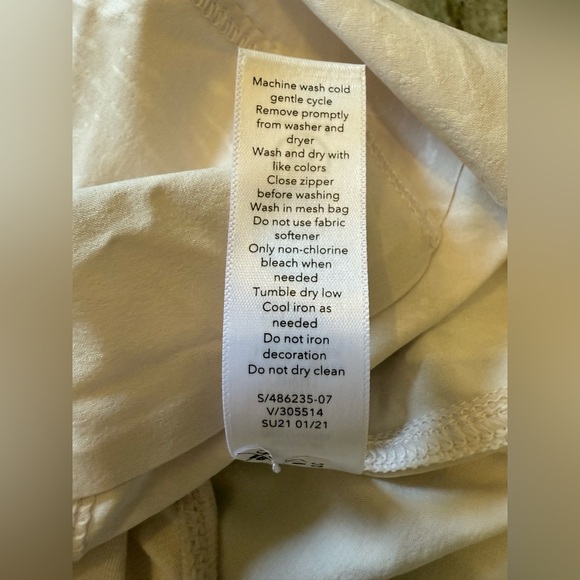 Machine wash cold
gentle cycle
Remove promptly
from washer and
dryer
Wash and dry with
like colors
Close zipper
before washing
Wash in mesh bag
Do not use fabric
softener
Only non-chlorine
bleach when
needed
Tumble dry low
Cool iron as
needed
Do not iron
decoration
Do not dry clean
S/486235-07
V/305514
SU21 01/21